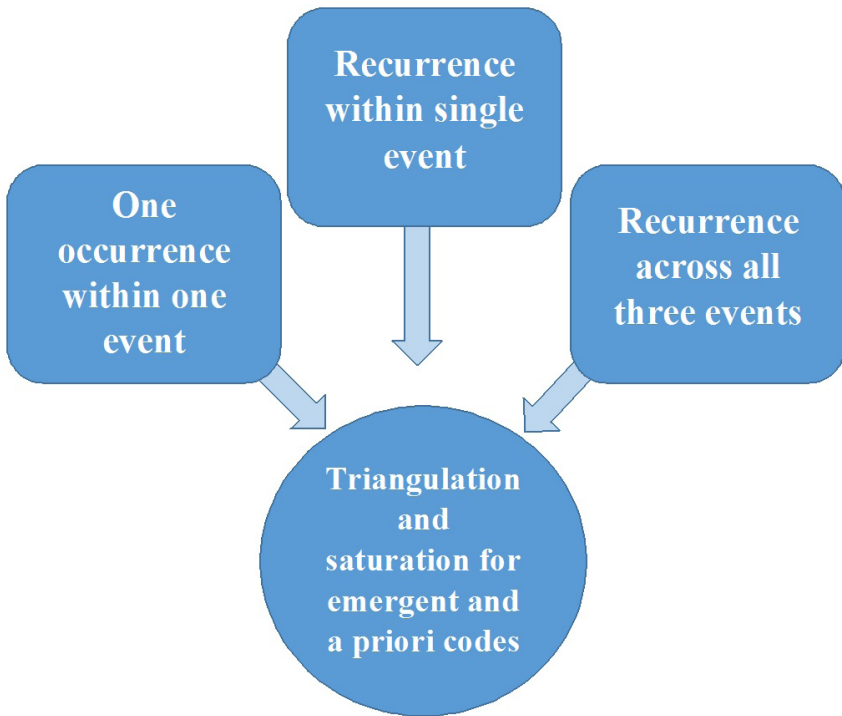 One
occurrence
within one
event
Recurrence
within single
event
Recurrence
across all
three events
Triangulation
and
saturation for
emergent and
a priori codes